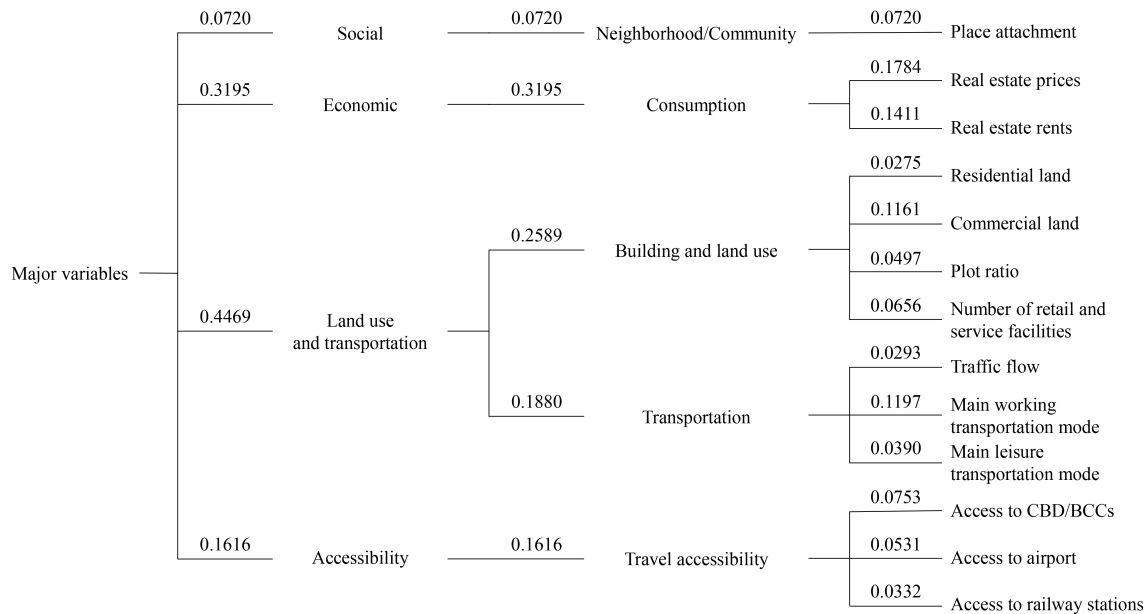 0.0720
Social
0.0720
Neighborhood/Community
0.0720
Place attachment
0.3195
Economic
0.3195
Consumption
0.1784
Real estate prices
0.1411
Real estate rents
Major variables
0.4469
Land use
and transportation
0.2589
Building and land use
0.0275
Residential land
0.1161
Commercial land
0.0497
Plot ratio
0.0656
Number of retail and
service facilities
0.1880
Transportation
0.0293
Traffic flow
0.1197
Main working
transportation mode
0.0390
Main leisure
transportation mode
0.1616
Accessibility
0.1616
Travel accessibility
0.0753
Access to CBD/BCCs
0.0531
Access to airport
0.0332
Access to railway stations